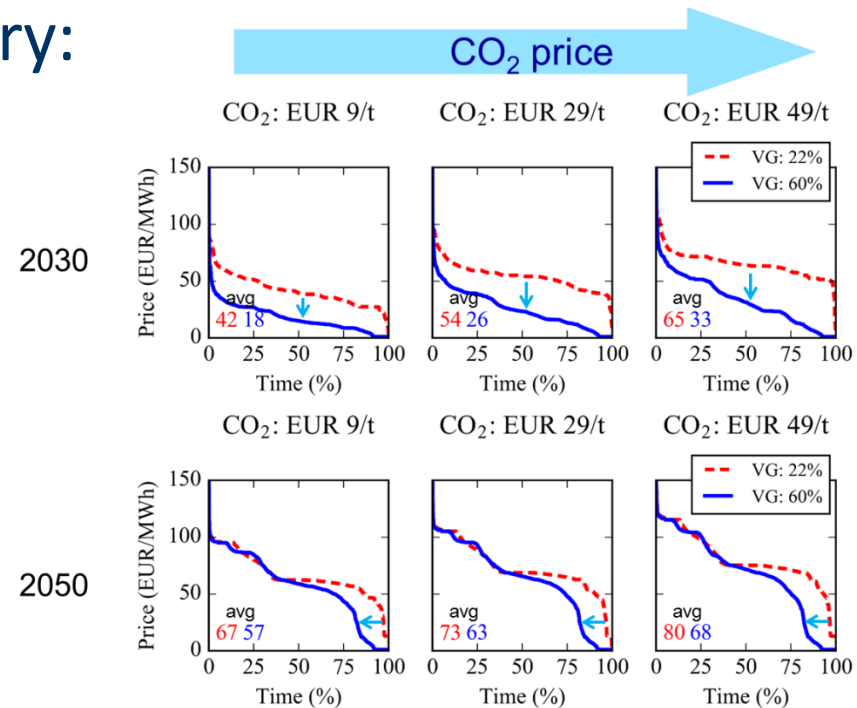 ry:
CO₂ price
CO₂: EUR 9/t
CO₂: EUR 29/t
CO₂: EUR 49/t
2030
Price (EUR/MWh)
150
100
50
0
avg
42 18
0 25 50 75 100
Time (%)
avg
54 26
0 25 50 75 100
Time (%)
VG: 22%
VG: 60%
avg
65 33
0 25 50 75 100
Time (%)
CO₂: EUR 9/t
CO₂: EUR 29/t
CO₂: EUR 49/t
2050
Price (EUR/MWh)
150
100
50
0
avg
67 57
0 25 50 75 100
Time (%)
avg
73 63
0 25 50 75 100
Time (%)
VG: 22%
VG: 60%
avg
80 68
0 25 50 75 100
Time (%)